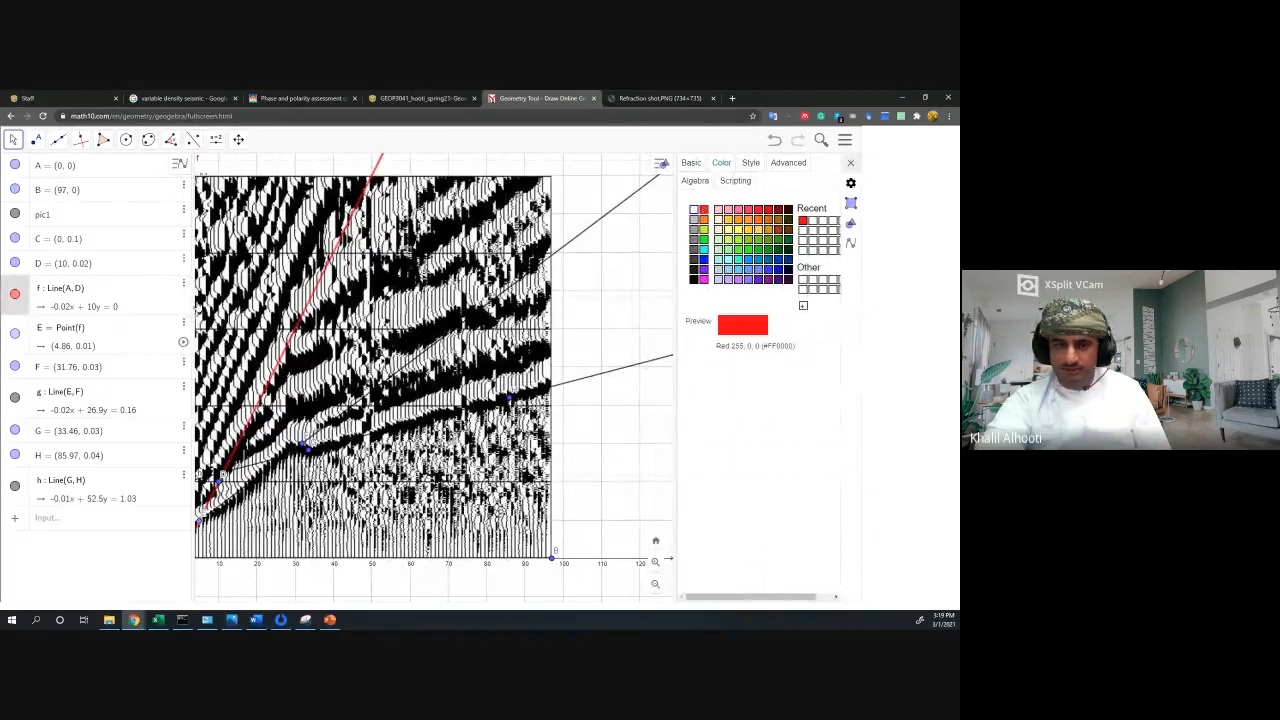 Staff
variable density seismic - Googl
Phase and polarity assessment o
GEOP3041_hooti_spring21: Geo
Geometry Tool - Draw Online Ge
Refraction shot.PNG (734×735)
math10.com/en/geometry/geogebra/fullscreen.html
a=2
A = (0, 0)
B = (97, 0)
pic1
C = (0, 0.1)
D = (10, 0.02)
f : Line(A, D)
→ -0.02x + 10y = 0
E = Point(f)
→ (4.86, 0.01)
F = (31.76, 0.03)
g : Line(E, F)
→ -0.02x + 26.9y = 0.16
G = (33.46, 0.03)
H = (85.97, 0.04)
h : Line(G, H)
→ -0.01x + 52.5y = 1.03
Input...
B
10 20 30 40 50 60 70 80 90 100 110 120
Basic Color Style Advanced
Algebra Scripting
Recent
Other
Preview
Red 255, 0, 0 (#FF0000)
3:19 PM
3/1/2021
XSplit VCam
Khalil Alhooti